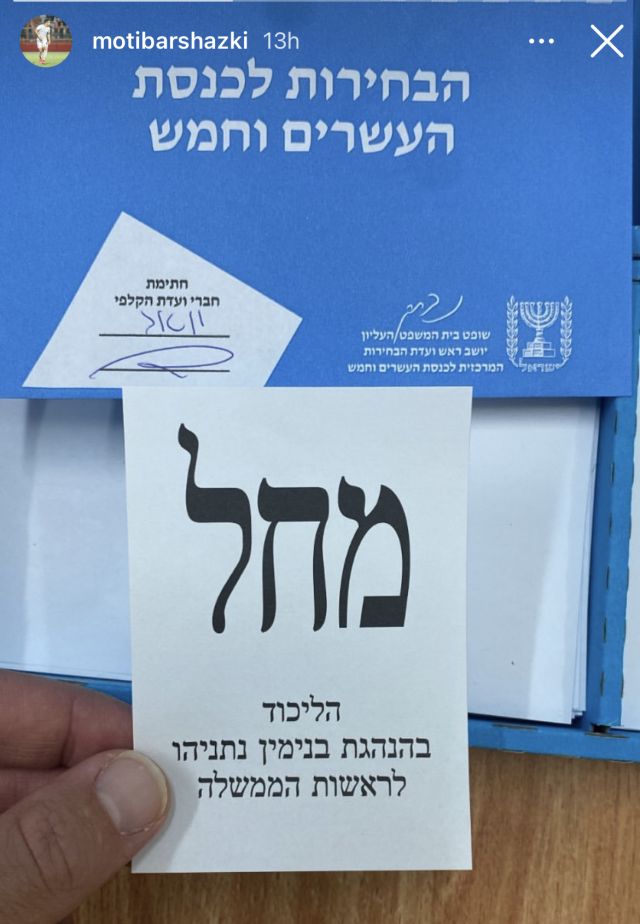 motibarshazki 13h
הבחירות לכנסת
העשרים וחמש
חתימת
חברי ועדת הקלפי
שופט בית המשפט העליון
יושב ראש ועדת הבחירות
המרכזית לכנסת העשרים וחמש
ישראל
מחל
הליכוד
בהנהגת בנימין נתניהו
לראשות הממשלה